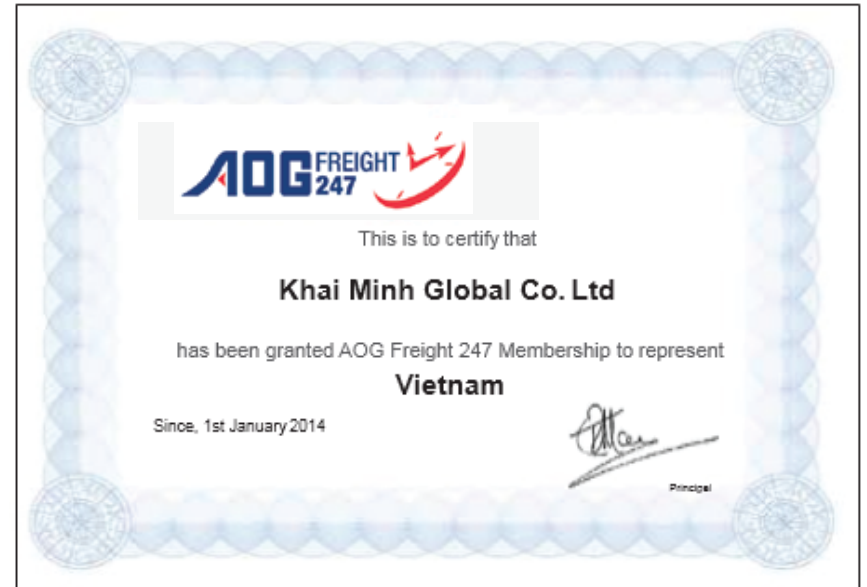 AOG FREIGHT 247
This is to certify that
Khai Minh Global Co. Ltd
has been granted AOG Freight 247 Membership to represent
Vietnam
Since, 1st January 2014
Principal